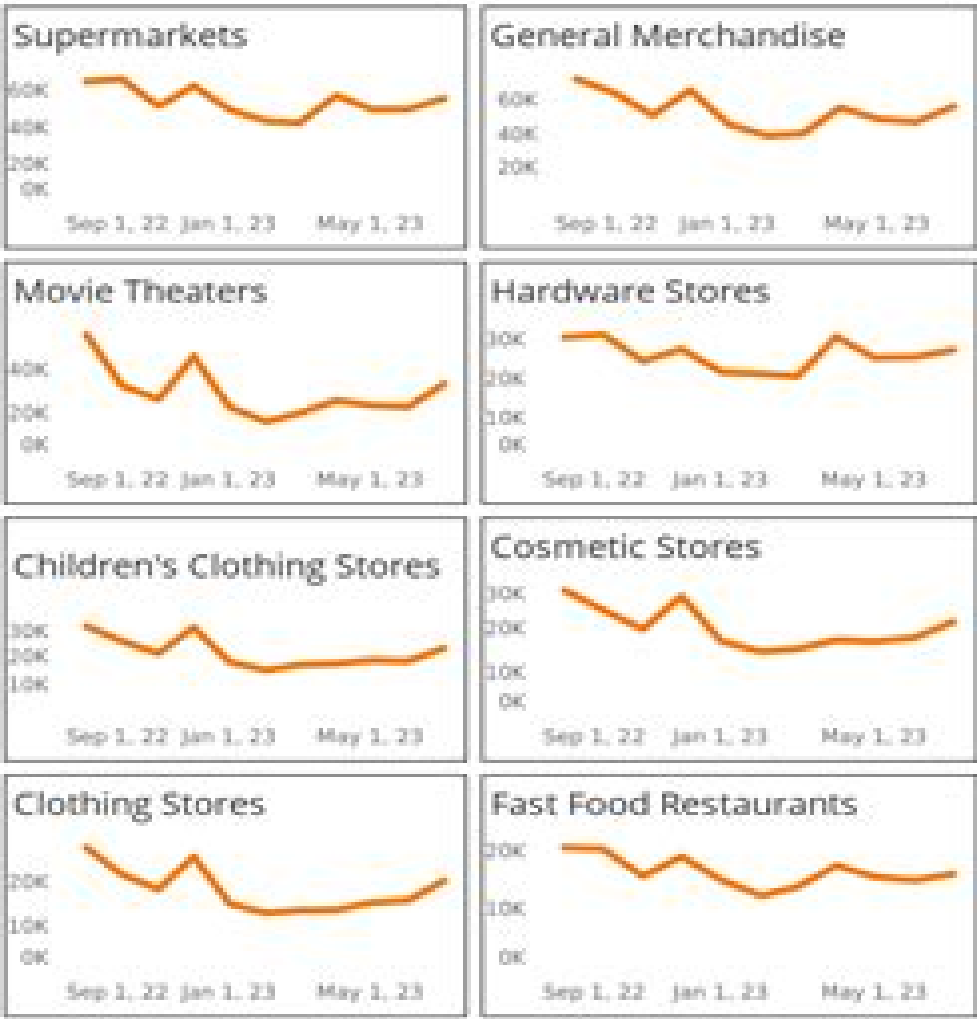 Supermarkets
60K
40K
20K
0K
Sep 1, 22 Jan 1, 23 May 1, 23
General Merchandise
60K
40K
20K
Sep 1, 22 Jan 1, 23 May 1, 23
Movie Theaters
40K
20K
0K
Sep 1, 22 Jan 1, 23 May 1, 23
Hardware Stores
30K
20K
10K
0K
Sep 1, 22 Jan 1, 23 May 1, 23
Children's Clothing Stores
30K
20K
10K
Sep 1, 22 Jan 1, 23 May 1, 23
Cosmetic Stores
30K
20K
10K
0K
Sep 1, 22 Jan 1, 23 May 1, 23
Clothing Stores
20K
10K
0K
Sep 1, 22 Jan 1, 23 May 1, 23
Fast Food Restaurants
20K
10K
0K
Sep 1, 22 Jan 1, 23 May 1, 23